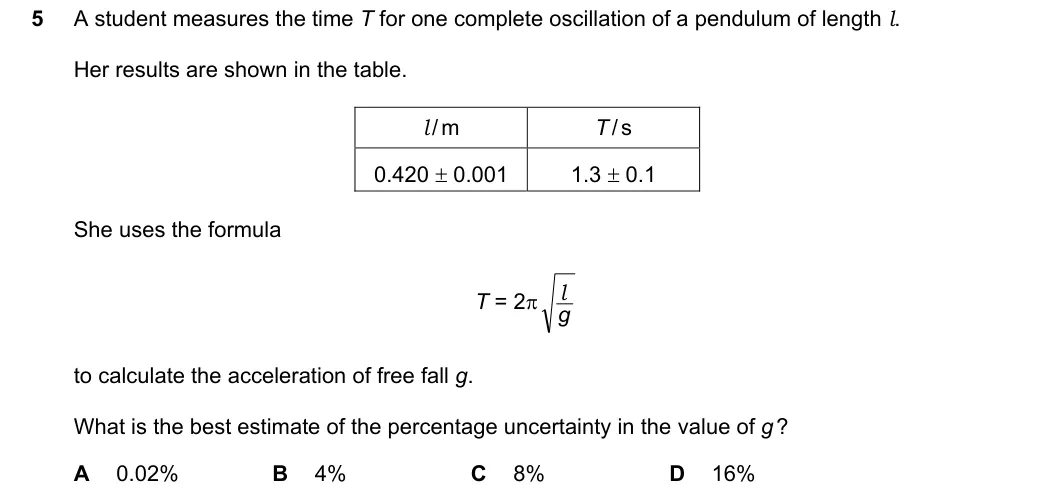 5 A student measures the time T for one complete oscillation of a pendulum of length l.
Her results are shown in the table.
l/m T/s
0.420 ± 0.001 1.3 ± 0.1
She uses the formula
T = 2π√(l/g)
to calculate the acceleration of free fall g.
What is the best estimate of the percentage uncertainty in the value of g?
A 0.02% B 4% C 8% D 16%